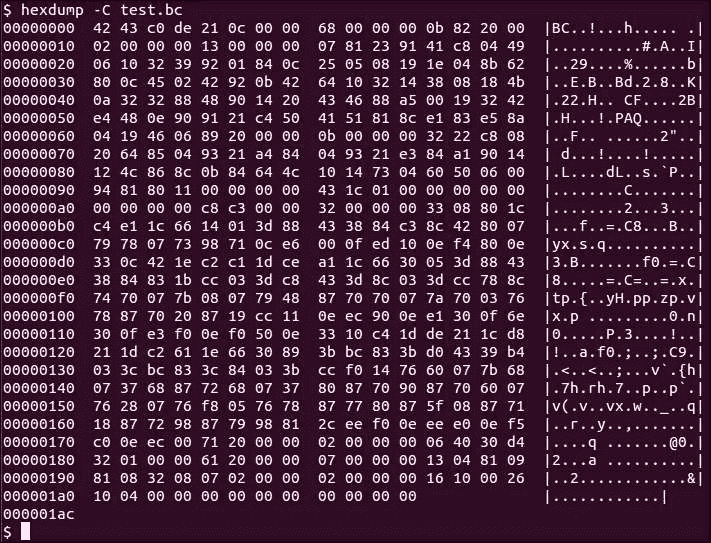 $ hexdump -C test.bc
00000000  42 43 c0 de 21 0c 00 00  68 00 00 00 0b 82 20 00  |BC..!...h..... .|
00000010  02 00 00 00 13 00 00 00  07 81 23 91 41 c8 04 49  |..........#.A..I|
00000020  06 10 32 39 92 01 84 0c  25 05 08 19 1e 04 8b 62  |..29....%......b|
00000030  80 0c 45 02 42 92 0b 42  64 10 32 14 38 08 18 4b  |..E.B..Bd.2.8..K|
00000040  0a 32 32 88 48 90 14 20  43 46 88 a5 00 19 32 42  |.22.H.. CF....2B|
00000050  e4 48 0e 90 91 21 c4 50  41 51 81 8c e1 83 e5 8a  |.H...!.PAQ......|
00000060  04 19 46 06 89 20 00 00  0b 00 00 00 32 22 c8 08  |..F.. ......2"..|
00000070  20 64 85 04 93 21 a4 84  04 93 21 e3 84 a1 90 14  | d...!....!.....|
00000080  12 4c 86 8c 0b 84 64 4c  10 14 73 04 60 50 06 00  |.L....dL..s.`P..|
00000090  94 81 80 11 00 00 00 00  43 1c 01 00 00 00 00 00  |........C.......|
000000a0  00 00 00 00 c8 c3 00 00  32 00 00 00 33 08 80 1c  |........2...3...|
000000b0  c4 e1 1c 66 14 01 3d 88  43 38 84 c3 8c 42 80 07  |...f..=.C8...B..|
000000c0  79 78 07 73 98 71 0c e6  00 0f ed 10 0e f4 80 0e  |yx.s.q..........|
000000d0  33 0c 42 1e c2 c1 1d ce  a1 1c 66 30 05 3d 88 43  |3.B.......f0.=.C|
000000e0  38 84 83 1b cc 03 3d c8  43 3d 8c 03 3d cc 78 8c  |8.....=.C=..=.x.|
000000f0  74 70 07 7b 08 07 79 48  87 70 70 07 7a 70 03 76  |tp.{..yH.pp.zp.v|
00000100  78 87 70 20 87 19 cc 11  0e ec 90 0e e1 30 0f 6e  |x.p .........0.n|
00000110  30 0f e3 f0 0e f0 50 0e  33 10 c4 1d de 21 1c d8  |0.....P.3....!..|
00000120  21 1d c2 61 1e 66 30 89  3b bc 83 3b d0 43 39 b4  |!..a.f0.;..;.C9.|
00000130  03 3c bc 83 3c 84 03 3b  cc f0 14 76 60 07 7b 68  |.<..<..;...v`.{h|
00000140  07 37 68 87 72 68 07 37  80 87 70 90 87 70 60 07  |.7h.rh.7..p..p`.|
00000150  76 28 07 76 f8 05 76 78  87 77 80 87 5f 08 87 71  |v(.v..vx.w.._..q|
00000160  18 87 72 98 87 79 98 81  2c ee f0 0e ee e0 0e f5  |..r..y..,.......|
00000170  c0 0e ec 00 71 20 00 00  02 00 00 00 06 40 30 d4  |....q .......@0.|
00000180  32 01 00 00 61 20 00 00  07 00 00 00 13 04 81 09  |2...a ..........|
00000190  81 08 32 08 07 02 00 00  02 00 00 00 16 10 00 26  |..2............&|
000001a0  10 04 00 00 00 00 00 00  00 00 00 00              |............|
000001ac
$